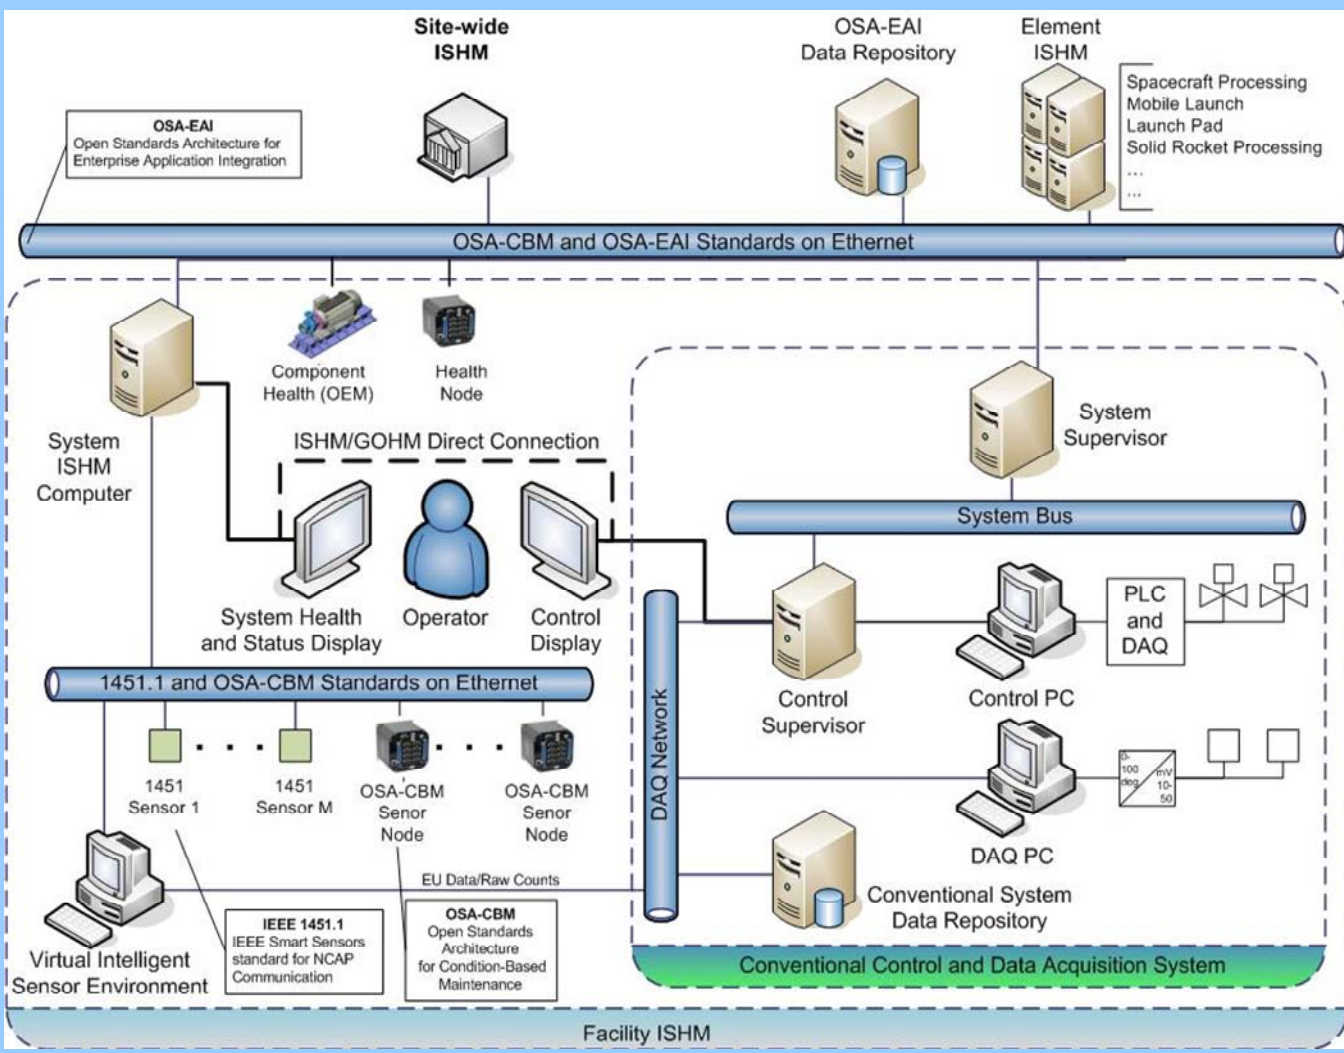 Site-wide
ISHM
OSA-EAI
Data Repository
Element
ISHM
Spacecraft Processing
Mobile Launch
Launch Pad
Solid Rocket Processing
...
...
OSA-EAI
Open Standards Architecture for
Enterprise Application Integration
OSA-CBM and OSA-EAI Standards on Ethernet
Component
Health (OEM)
Health
Node
System
ISHM
Computer
System
Supervisor
ISHM/GOHM Direct Connection
System Bus
System Health
and Status Display
Operator
Control
Display
PLC
and
DAQ
Control
Supervisor
Control PC
1451.1 and OSA-CBM Standards on Ethernet
DAQ Network
1451
Sensor 1
1451
Sensor M
OSA-CBM
Senor
Node
OSA-CBM
Senor
Node
0-
100
deg
mV
10-
50
DAQ PC
EU Data/Raw Counts
Conventional System
Data Repository
Virtual Intelligent
Sensor Environment
IEEE 1451.1
IEEE Smart Sensors
standard for NCAP
Communication
OSA-CBM
Open Standards
Architecture
for Condition-Based
Maintenance
Conventional Control and Data Acquisition System
Facility ISHM